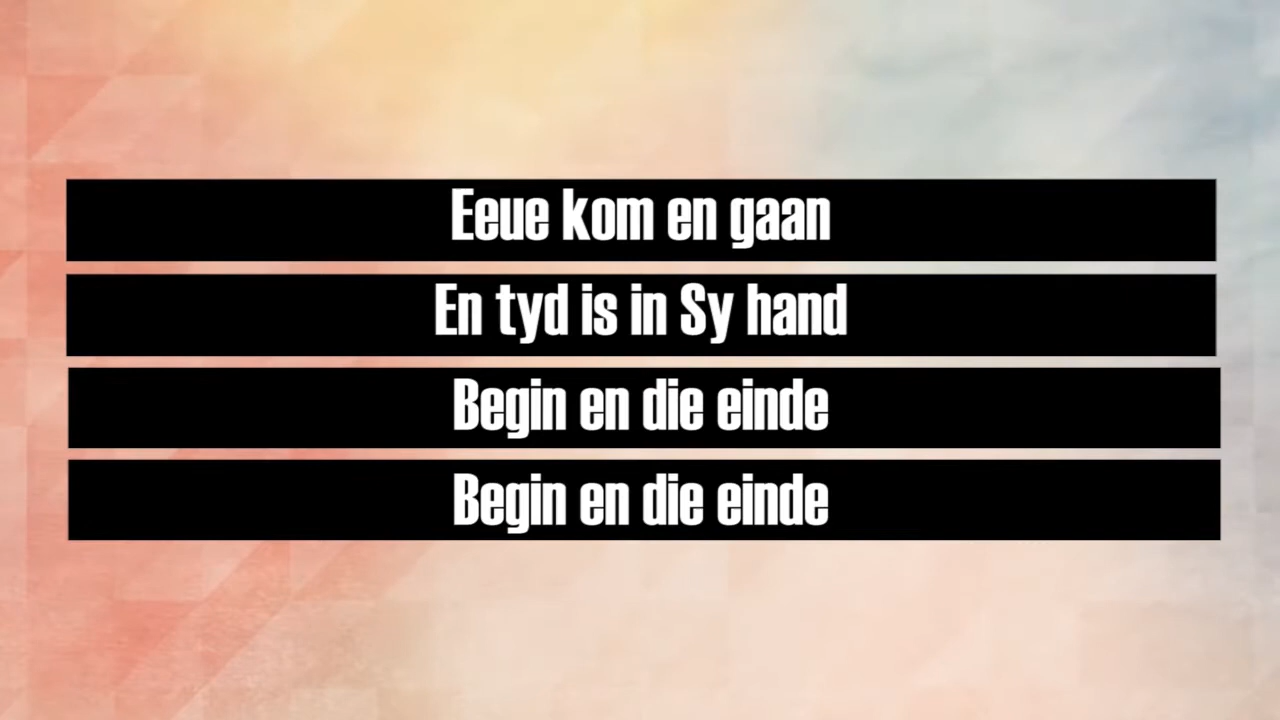 Eeue kom en gaan
En tyd is in Sy hand
Begin en die einde
Begin en die einde